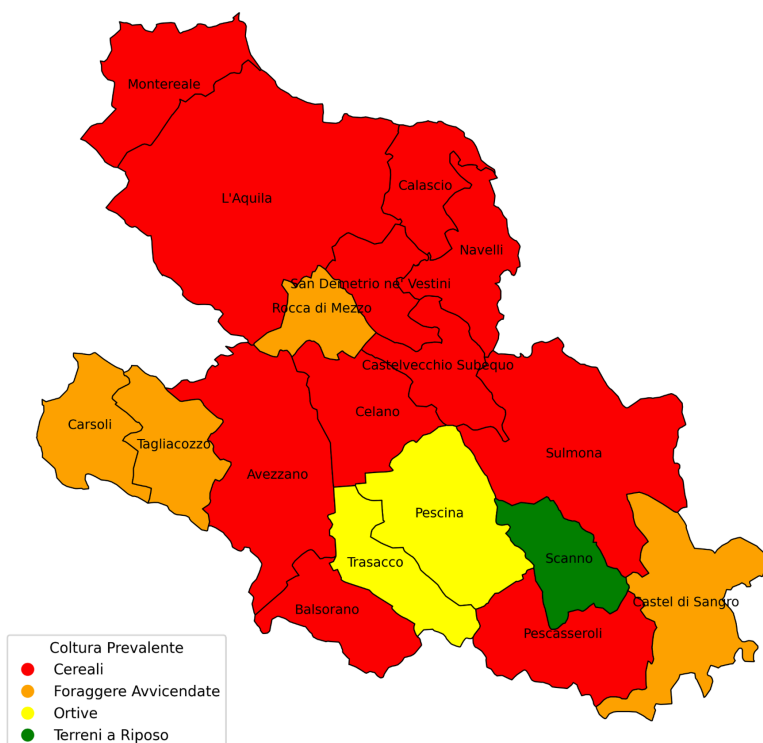 Montereale
Calascio
L'Aquila
Navelli
San Demetrio ne' Vestini
Rocca di Mezzo
Castelvecchio Subequo
Celano
Carsoli
Tagliacozzo
Sulmona
Avezzano
Pescina
Scanno
Trasacco
Castel di Sangro
Balsorano
Pescasseroli
Coltura Prevalente
Cereali
Foraggere Avvicendate
Ortive
Terreni a Riposo